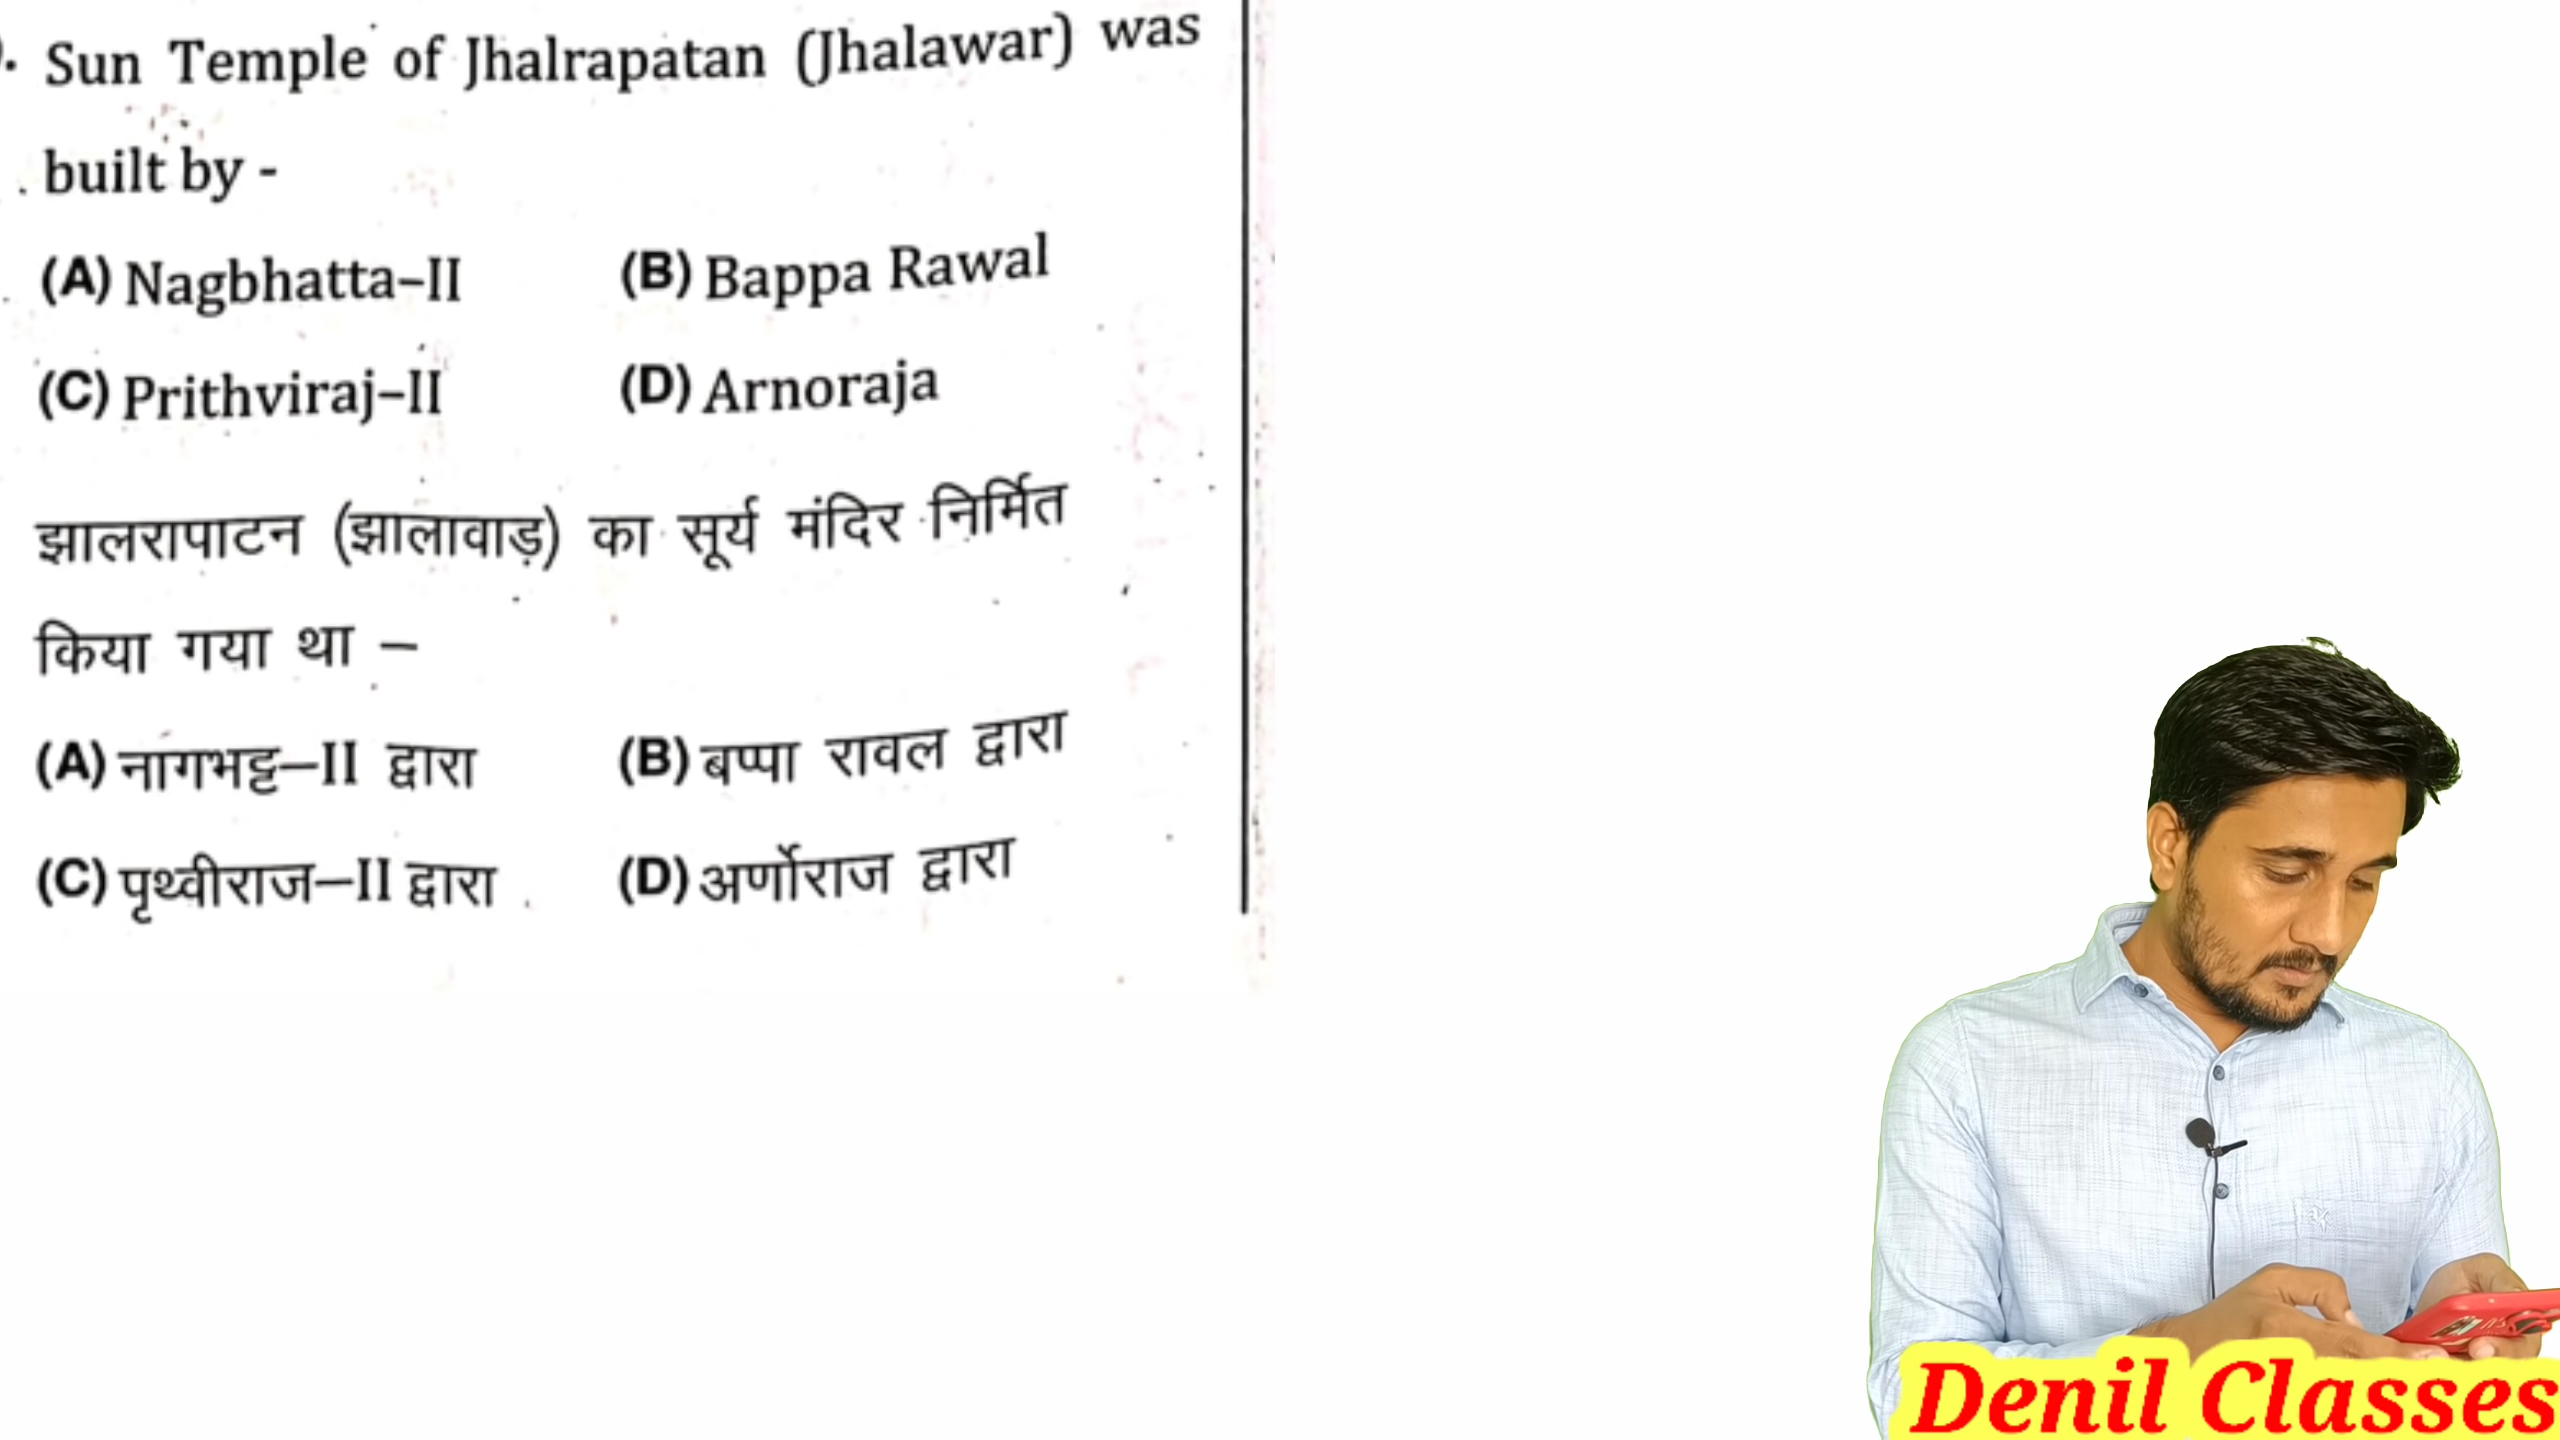 Sun Temple of Jhalrapatan (Jhalawar) was
built by -
(A) Nagbhatta–II (B) Bappa Rawal
(C) Prithviraj–II (D) Arnoraja
झालरापाटन (झालावाड़) का सूर्य मंदिर निर्मित
किया गया था –
(A) नागभट्ट–II द्वारा (B) बप्पा रावल द्वारा
(C) पृथ्वीराज–II द्वारा (D) अर्णोराज द्वारा
Denil Classes